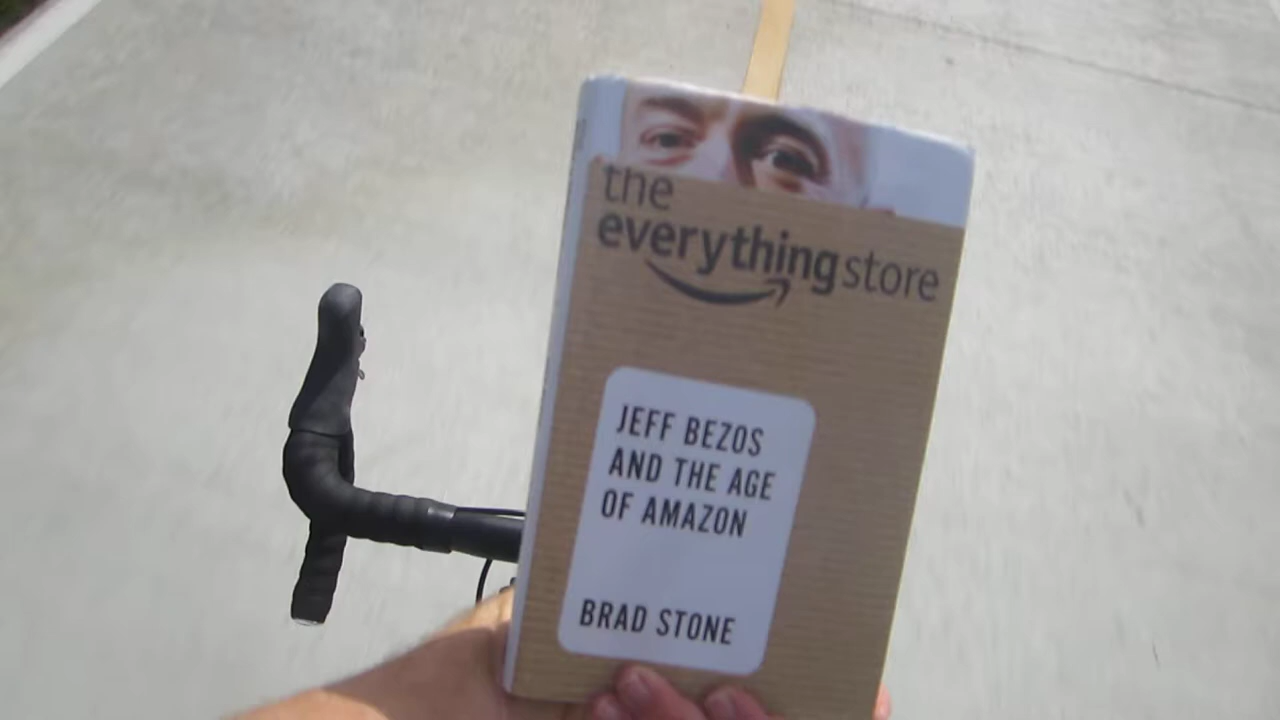 the
everything store
JEFF BEZOS
AND THE AGE
OF AMAZON
BRAD STONE